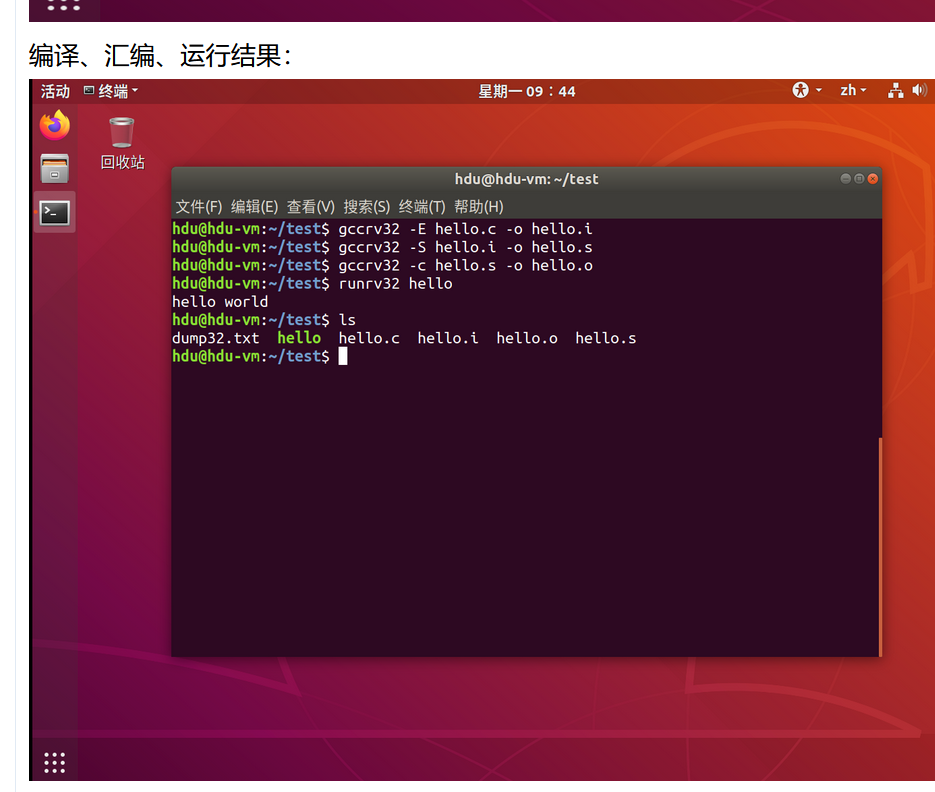 编译、汇编、运行结果：
活动 终端 星期一 09：44 zh
回收站
hdu@hdu-vm: ~/test
文件(F) 编辑(E) 查看(V) 搜索(S) 终端(T) 帮助(H)
hdu@hdu-vm:~/test$ gccrv32 -E hello.c -o hello.i
hdu@hdu-vm:~/test$ gccrv32 -S hello.i -o hello.s
hdu@hdu-vm:~/test$ gccrv32 -c hello.s -o hello.o
hdu@hdu-vm:~/test$ runrv32 hello
hello world
hdu@hdu-vm:~/test$ ls
dump32.txt hello hello.c hello.i hello.o hello.s
hdu@hdu-vm:~/test$